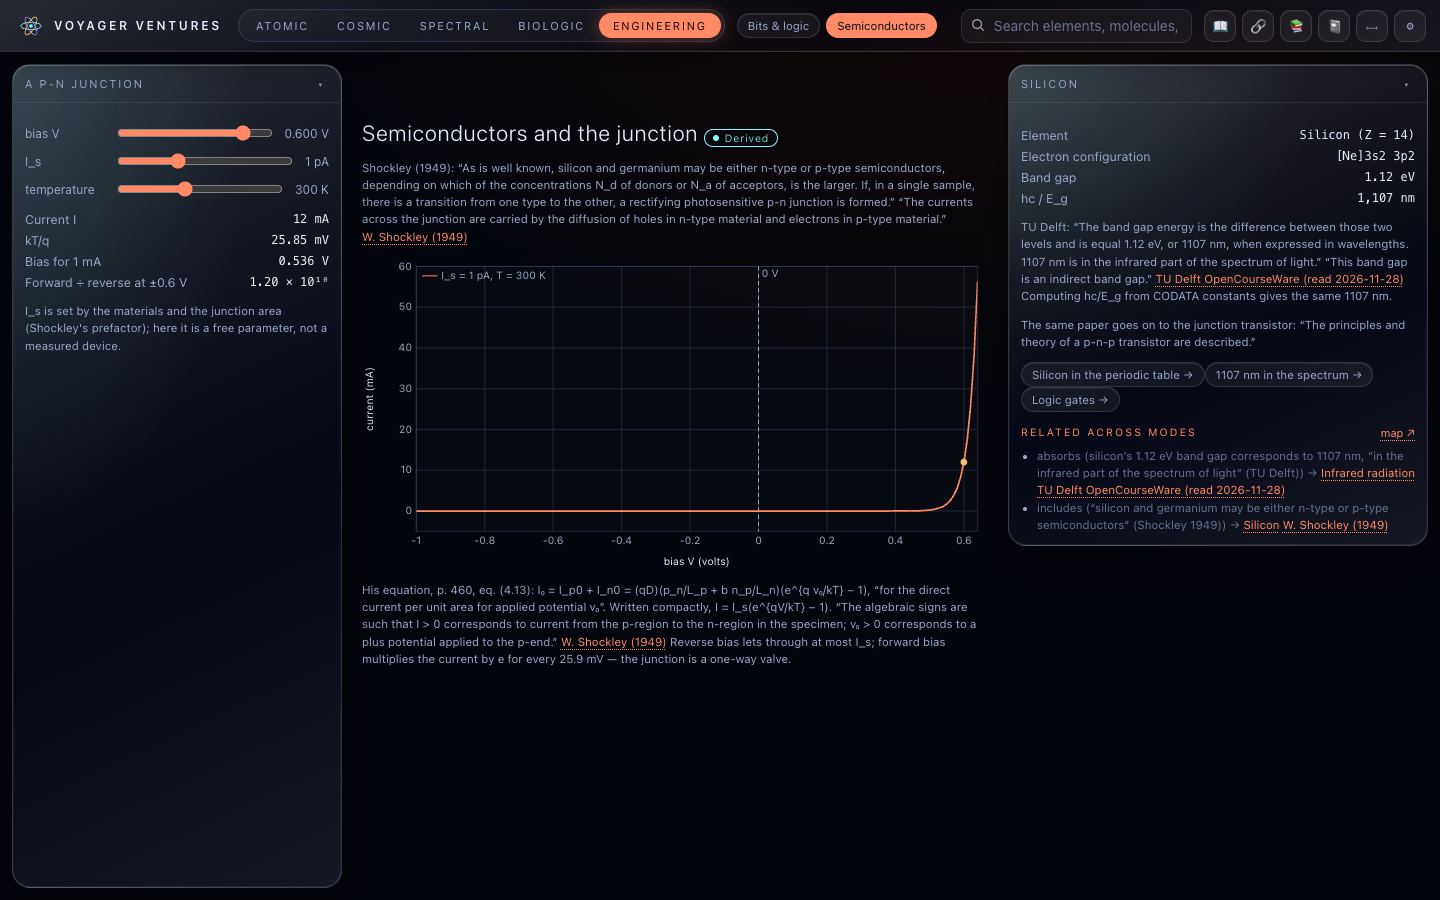 VOYAGER VENTURES
ATOMIC COSMIC SPECTRAL BIOLOGIC ENGINEERING
Bits & logic Semiconductors
Search elements, molecules,
A P-N JUNCTION
bias V 0.600 V
I_s 1 pA
temperature 300 K
Current I 12 mA
kT/q 25.85 mV
Bias for 1 mA 0.536 V
Forward ÷ reverse at ±0.6 V 1.20 × 10¹⁰
I_s is set by the materials and the junction area
(Shockley's prefactor); here it is a free parameter, not a
measured device.
Semiconductors and the junction Derived
Shockley (1949): “As is well known, silicon and germanium may be either n-type or p-type semiconductors,
depending on which of the concentrations N_d of donors or N_a of acceptors, is the larger. If, in a single sample,
there is a transition from one type to the other, a rectifying photosensitive p-n junction is formed.” “The currents
across the junction are carried by the diffusion of holes in n-type material and electrons in p-type material.”
W. Shockley (1949)
I_s = 1 pA, T = 300 K
0 V
60
50
40
30
20
10
0
current (mA)
-1 -0.8 -0.6 -0.4 -0.2 0 0.2 0.4 0.6
bias V (volts)
His equation, p. 460, eq. (4.13): I₀ = I_p0 + I_n0 = (qD)(p_n/L_p + b n_p/L_n)(e^{q v₀/kT} − 1), “for the direct
current per unit area for applied potential v₀”. Written compactly, I = I_s(e^{qV/kT} − 1). “The algebraic signs are
such that I > 0 corresponds to current from the p-region to the n-region in the specimen; v₀ > 0 corresponds to a
plus potential applied to the p-end.” W. Shockley (1949) Reverse bias lets through at most I_s; forward bias
multiplies the current by e for every 25.9 mV — the junction is a one-way valve.
SILICON
Element Silicon (Z = 14)
Electron configuration [Ne]3s2 3p2
Band gap 1.12 eV
hc / E_g 1,107 nm
TU Delft: “The band gap energy is the difference between those two
levels and is equal 1.12 eV, or 1107 nm, when expressed in wavelengths.
1107 nm is in the infrared part of the spectrum of light.” “This band gap
is an indirect band gap.” TU Delft OpenCourseWare (read 2026-11-28)
Computing hc/E_g from CODATA constants gives the same 1107 nm.
The same paper goes on to the junction transistor: “The principles and
theory of a p-n-p transistor are described.”
Silicon in the periodic table → 1107 nm in the spectrum →
Logic gates →
RELATED ACROSS MODES map ↗
• absorbs (silicon's 1.12 eV band gap corresponds to 1107 nm, “in the
infrared part of the spectrum of light” (TU Delft)) → Infrared radiation
TU Delft OpenCourseWare (read 2026-11-28)
• includes (“silicon and germanium may be either n-type or p-type
semiconductors” (Shockley 1949)) → Silicon W. Shockley (1949)